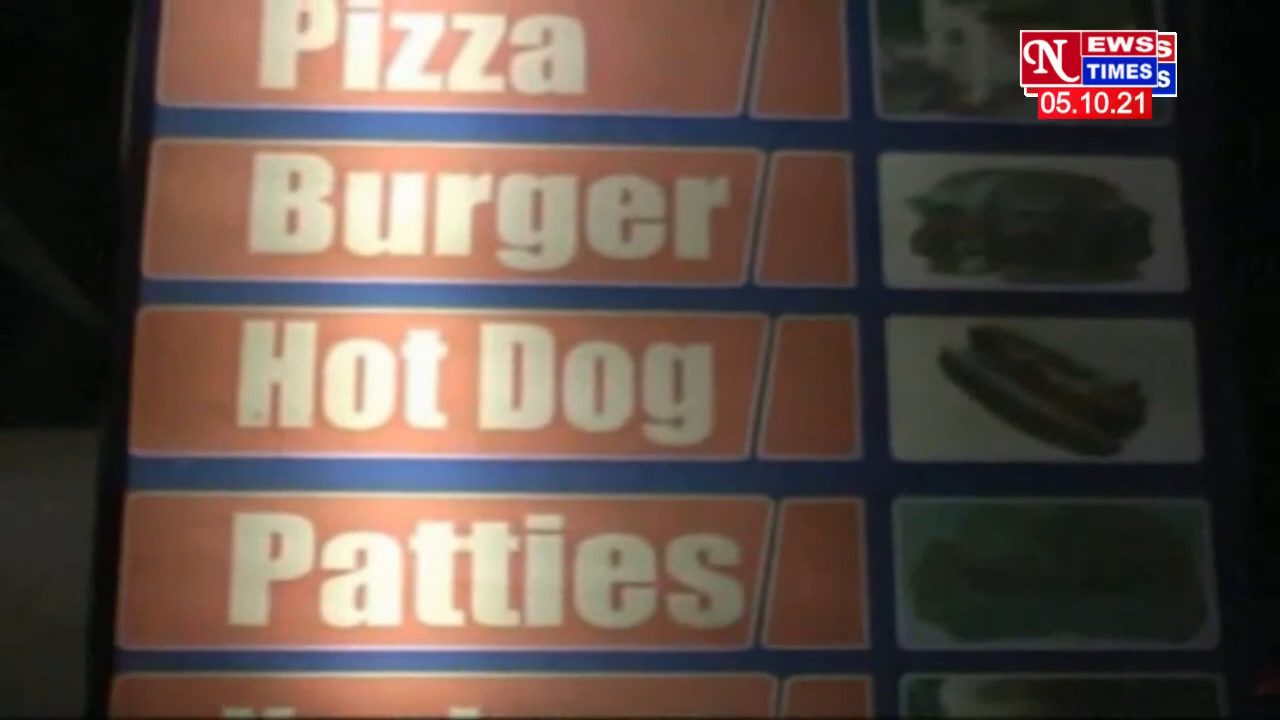 Pizza
Burger
Hot Dog
Patties
NEWS
TIMES
05.10.21